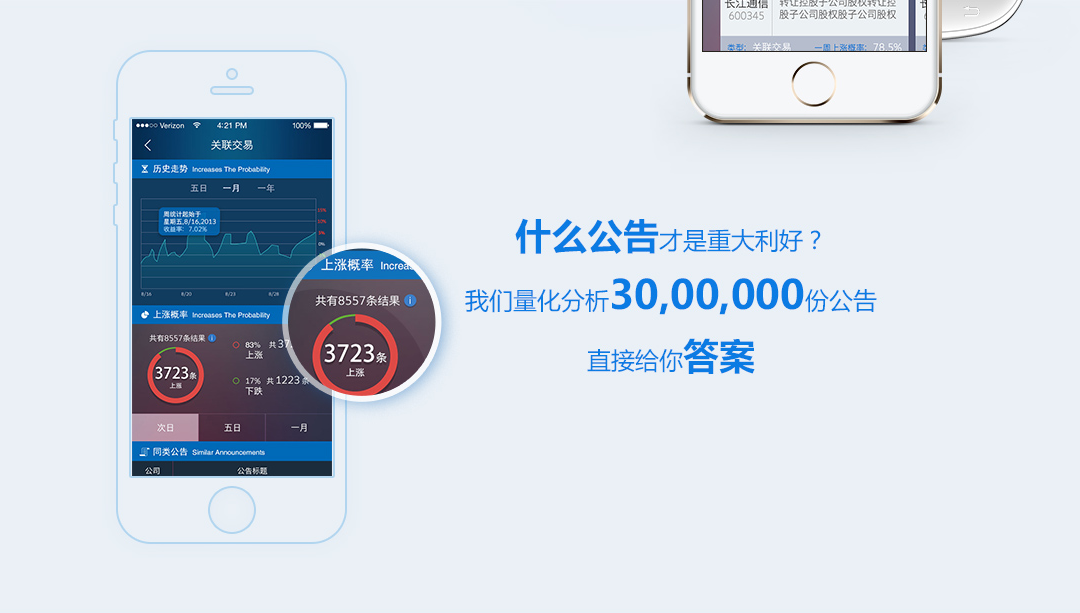 长江通信
600345
转让控股子公司股权转让控
股子公司股权股子公司股权
类型： 关联交易
一周上涨概率： 78.5%
Verizon 4:21 PM 100%
关联交易
历史走势 Increases The Probability
五日 一月 一年
周统计起始于
星期五,8/16,2013
收益率: 7.02%
15%
10%
5%
0%
8/16 8/20 8/23 8/28
上涨概率 Increases The Probability
共有8557条结果
3723条
上涨
83% 共37
上涨
17% 共1223条
下跌
次日 五日 一月
同类公告 Similar Announcements
公司 公告标题
上涨概率 Increas
共有8557条结果
3723条
上涨
什么公告才是重大利好？
我们量化分析30,00,000份公告
直接给你答案